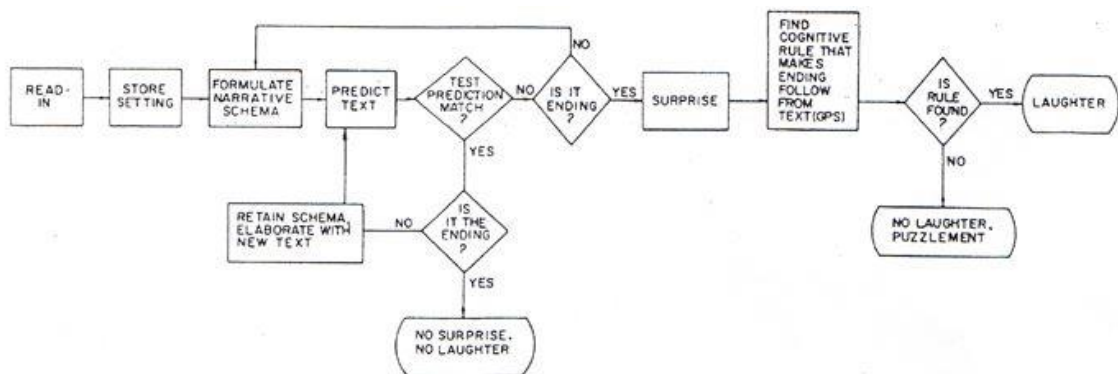 READ-
IN
STORE
SETTING
FORMULATE
NARRATIVE
SCHEMA
PREDICT
TEXT
TEST
PREDICTION
MATCH
?
NO
IS IT
ENDING?
NO
YES
SURPRISE
FIND
COGNITIVE
RULE THAT
MAKES
ENDING
FOLLOW
FROM
TEXT(GPS)
IS
RULE
FOUND
?
YES
LAUGHTER
NO
NO LAUGHTER,
PUZZLEMENT
YES
IS
IT THE
ENDING
?
NO
RETAIN SCHEMA,
ELABORATE WITH
NEW TEXT
YES
NO SURPRISE.
NO LAUGHTER